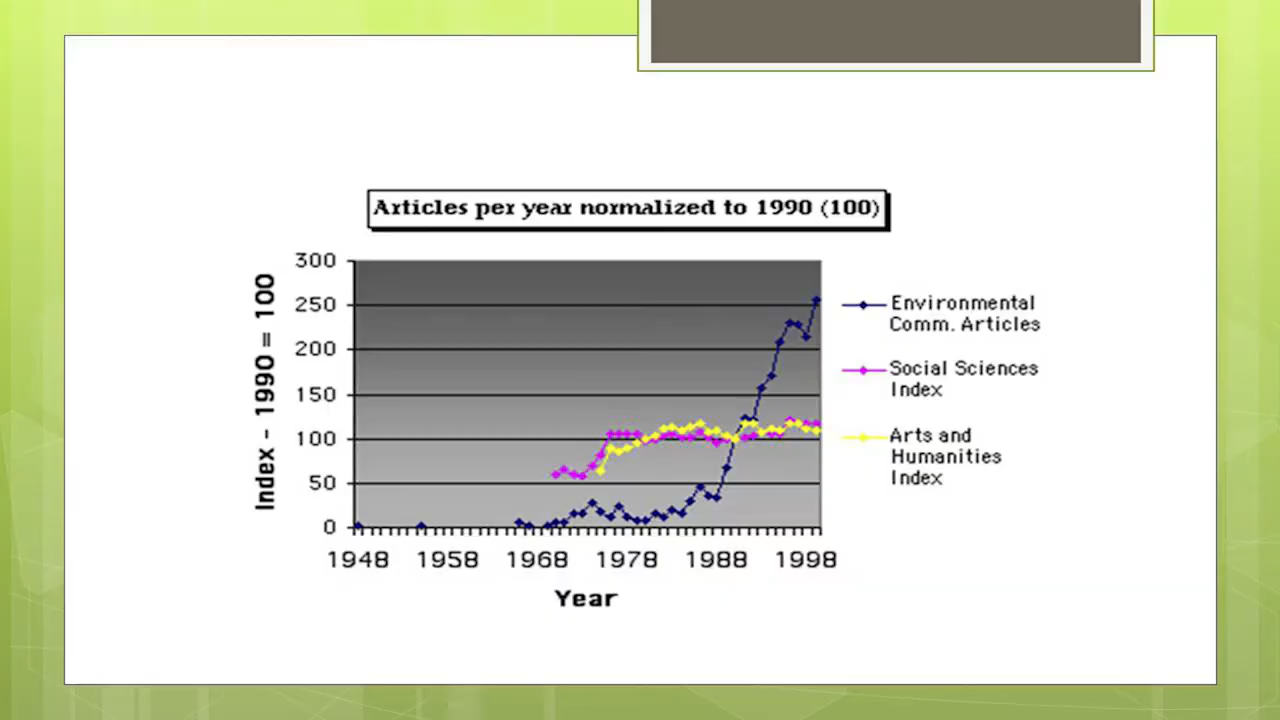 Articles per year normalized to 1990 (100)
Index - 1990 = 100
300
250
200
150
100
50
0
1948 1958 1968 1978 1988 1998
Year
Environmental
Comm. Articles
Social Sciences
Index
Arts and
Humanities
Index